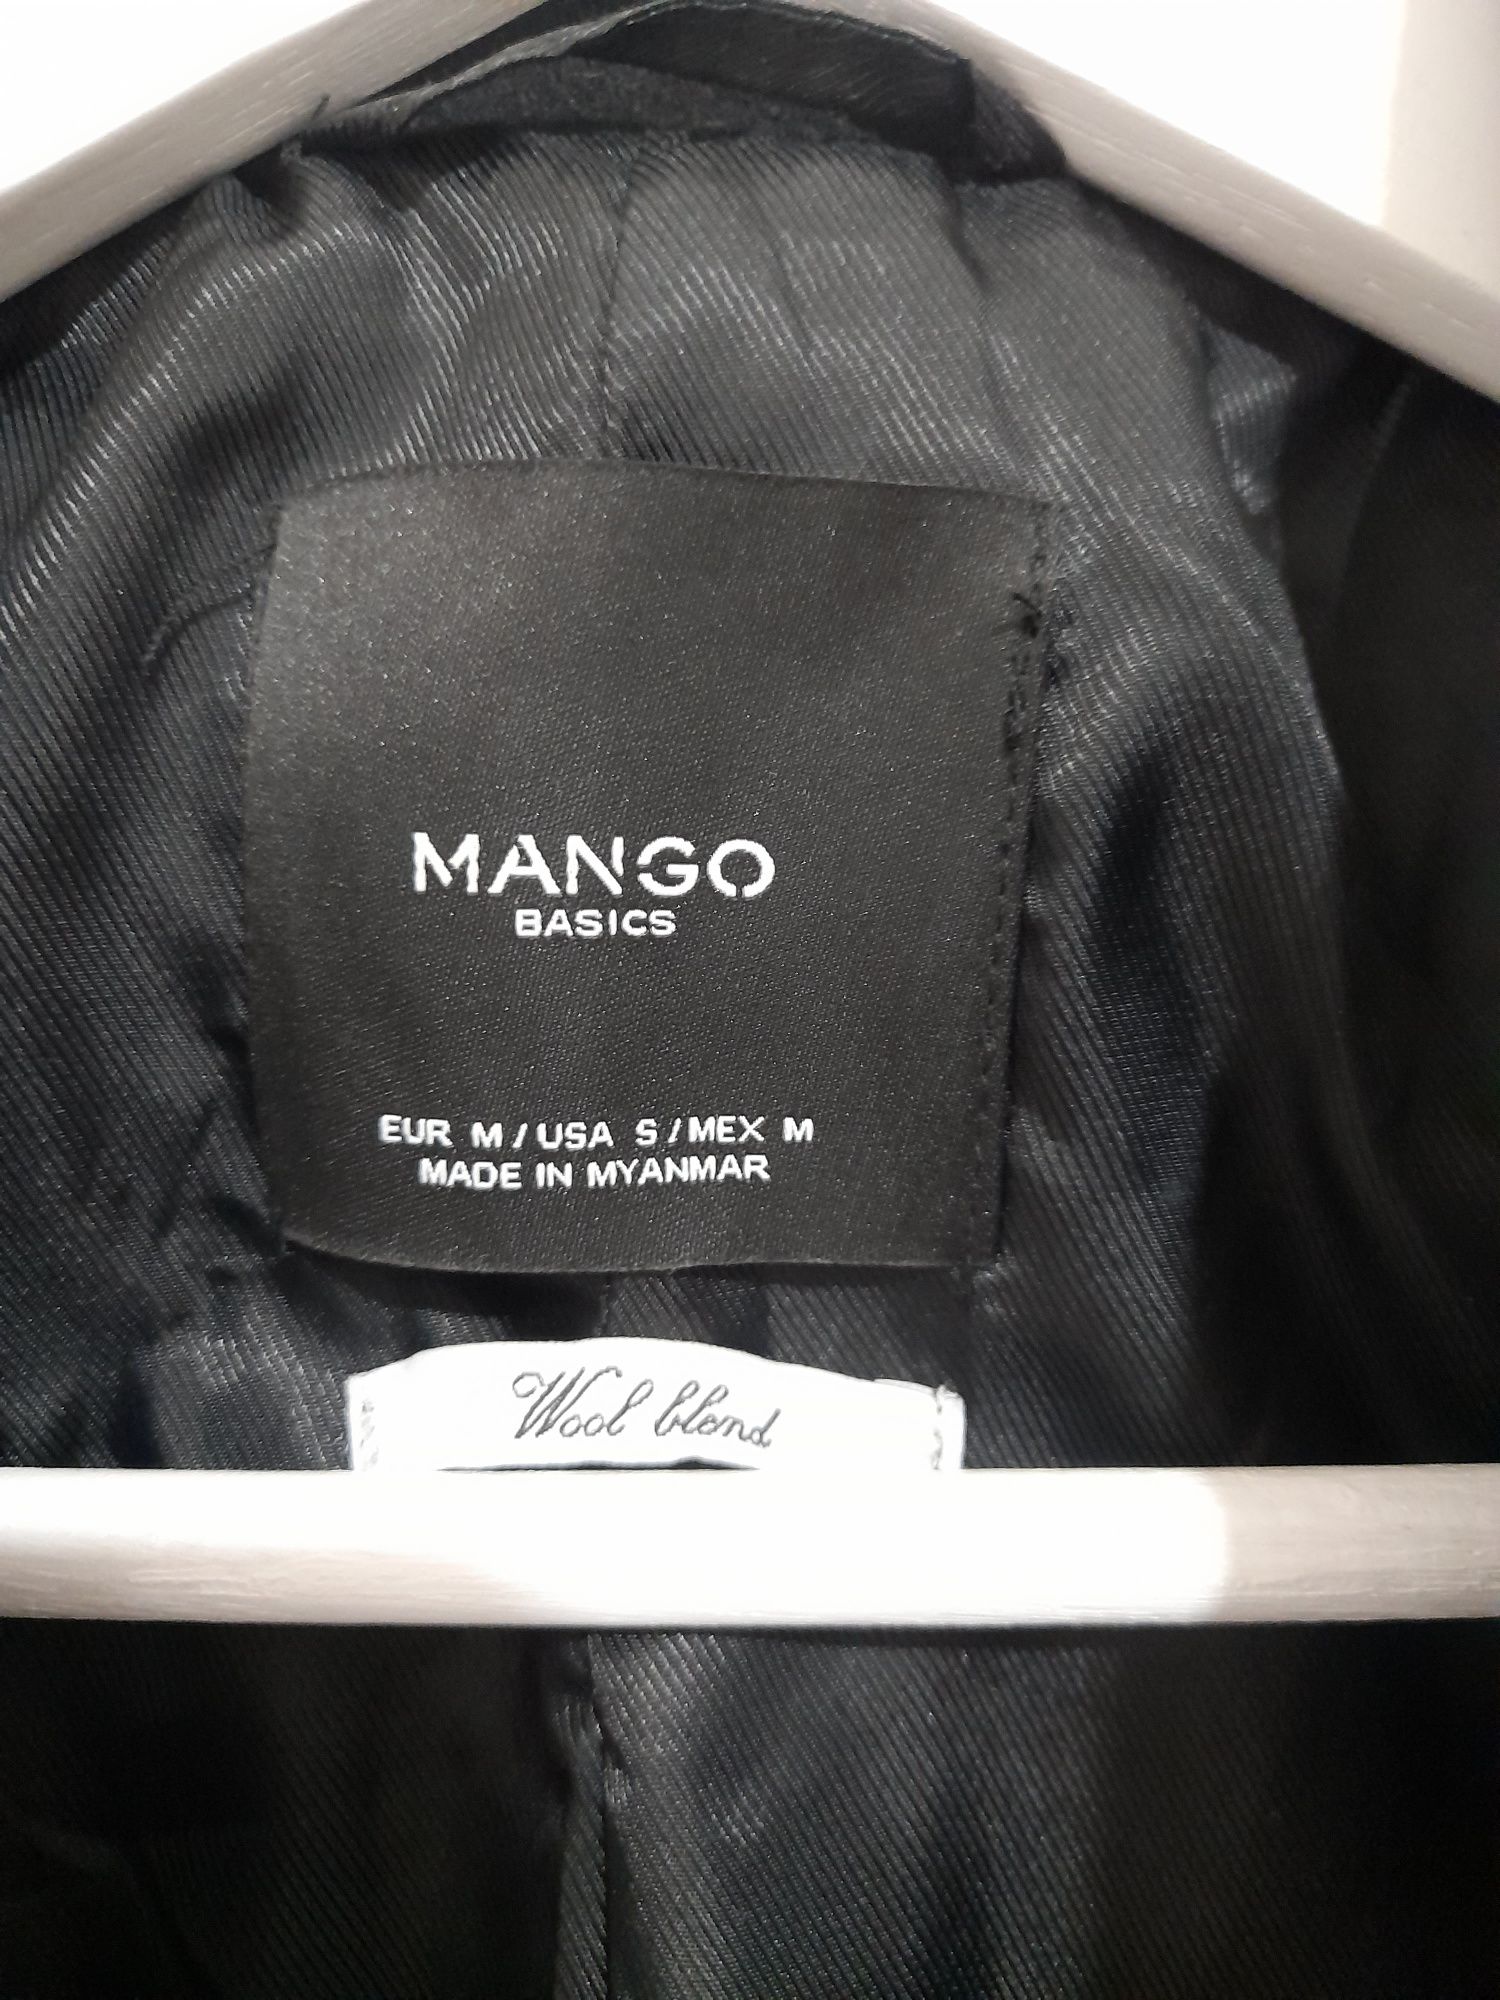 MANGO
BASICS
EUR M / USA S / MEX M
MADE IN MYANMAR
Wool blend